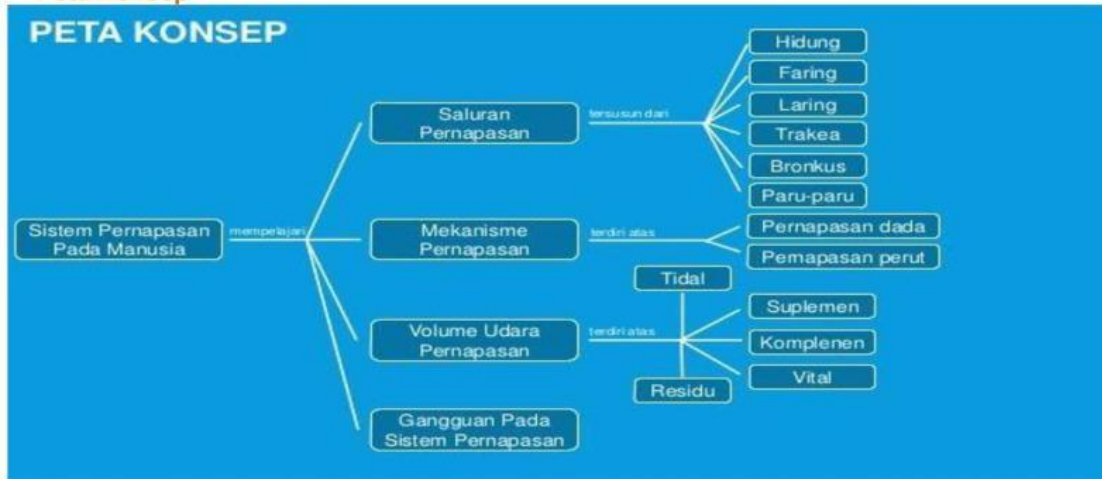 PETA KONSEP
Sistem Pernapasan
Pada Manusia
mempelajari
Saluran
Pernapasan
tersusun dari
Hidung
Faring
Laring
Trakea
Bronkus
Paru-paru
Mekanisme
Pernapasan
terdiri atas
Pernapasan dada
Pernapasan perut
Volume Udara
Pernapasan
terdiri atas
Tidal
Suplemen
Komplenen
Vital
Residu
Gangguan Pada
Sistem Pernapasan